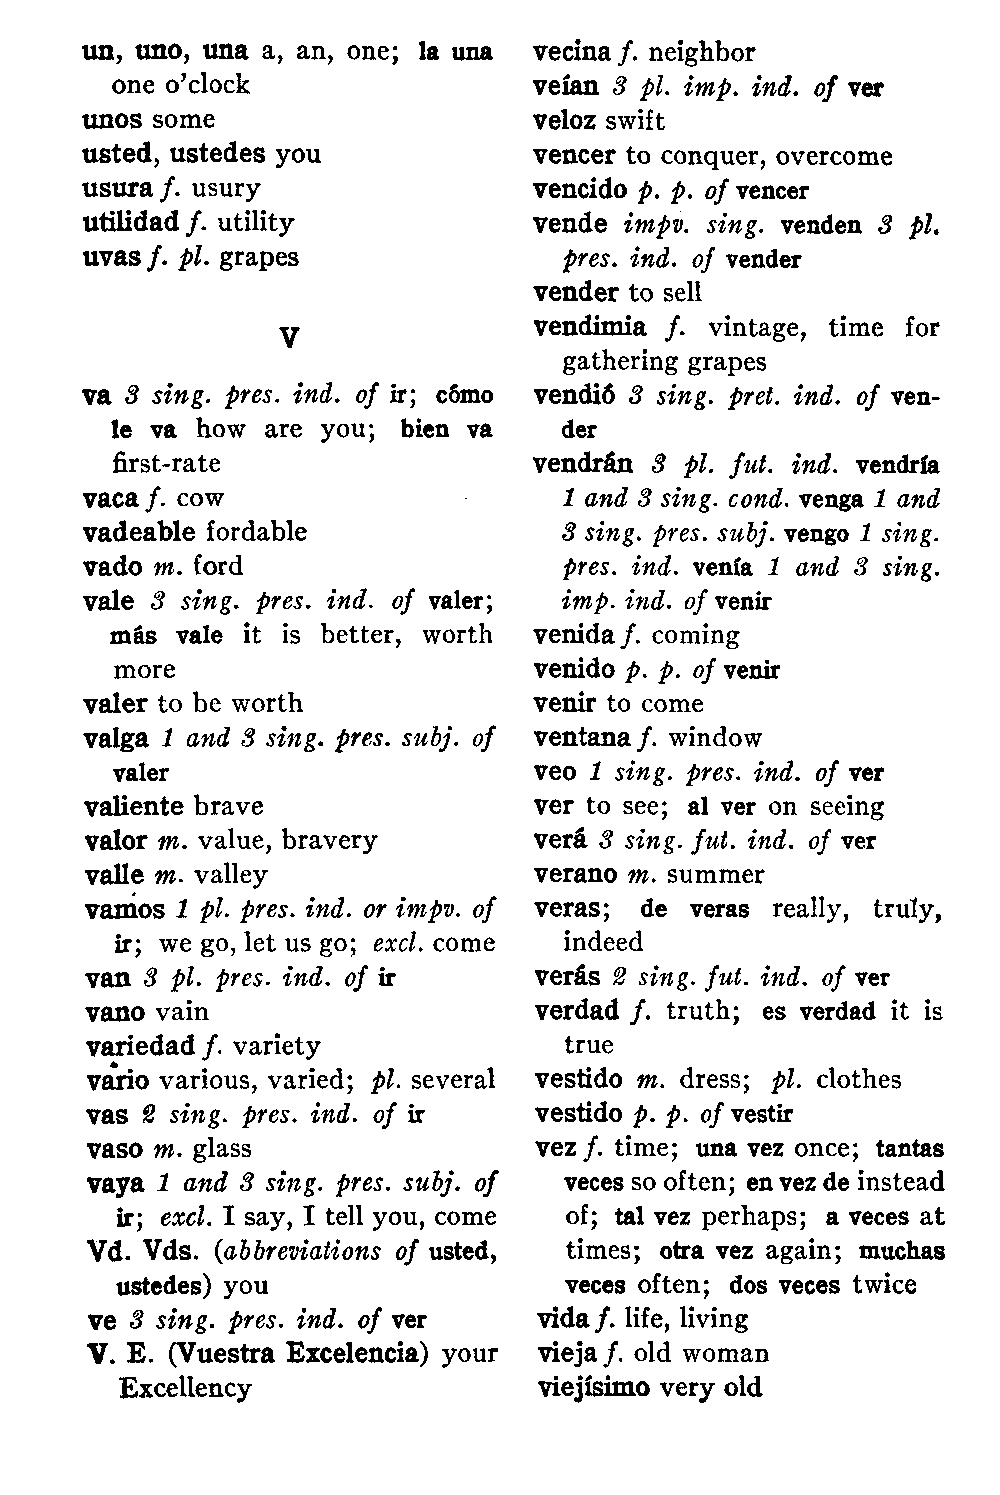 un, uno, una a, an, one; la una
one o'clock
unos some
usted, ustedes you
usura f. usury
utilidad f. utility
uvas f. pl. grapes
V
va 3 sing. pres. ind. of ir; cómo
le va how are you; bien va
first-rate
vaca f. cow
vadeable fordable
vado m. ford
vale 3 sing. pres. ind. of valer;
más vale it is better, worth
more
valer to be worth
valga 1 and 3 sing. pres. subj. of
valer
valiente brave
valor m. value, bravery
valle m. valley
vamos 1 pl. pres. ind. or impv. of
ir; we go, let us go; excl. come
van 3 pl. pres. ind. of ir
vano vain
variedad f. variety
vario various, varied; pl. several
vas 2 sing. pres. ind. of ir
vaso m. glass
vaya 1 and 3 sing. pres. subj. of
ir; excl. I say, I tell you, come
Vd. Vds. (abbreviations of usted,
ustedes) you
ve 3 sing. pres. ind. of ver
V. E. (Vuestra Excelencia) your
Excellency
vecina f. neighbor
veían 3 pl. imp. ind. of ver
veloz swift
vencer to conquer, overcome
vencido p. p. of vencer
vende impv. sing. venden 3 pl.
pres. ind. of vender
vender to sell
vendimia f. vintage, time for
gathering grapes
vendió 3 sing. pret. ind. of ven-
der
vendrán 3 pl. fut. ind. vendría
1 and 3 sing. cond. venga 1 and
3 sing. pres. subj. vengo 1 sing.
pres. ind. venía 1 and 3 sing.
imp. ind. of venir
venida f. coming
venido p. p. of venir
venir to come
ventana f. window
veo 1 sing. pres. ind. of ver
ver to see; al ver on seeing
verá 3 sing. fut. ind. of ver
verano m. summer
veras; de veras really, truly,
indeed
verás 2 sing. fut. ind. of ver
verdad f. truth; es verdad it is
true
vestido m. dress; pl. clothes
vestido p. p. of vestir
vez f. time; una vez once; tantas
veces so often; en vez de instead
of; tal vez perhaps; a veces at
times; otra vez again; muchas
veces often; dos veces twice
vida f. life, living
vieja f. old woman
viejísimo very old